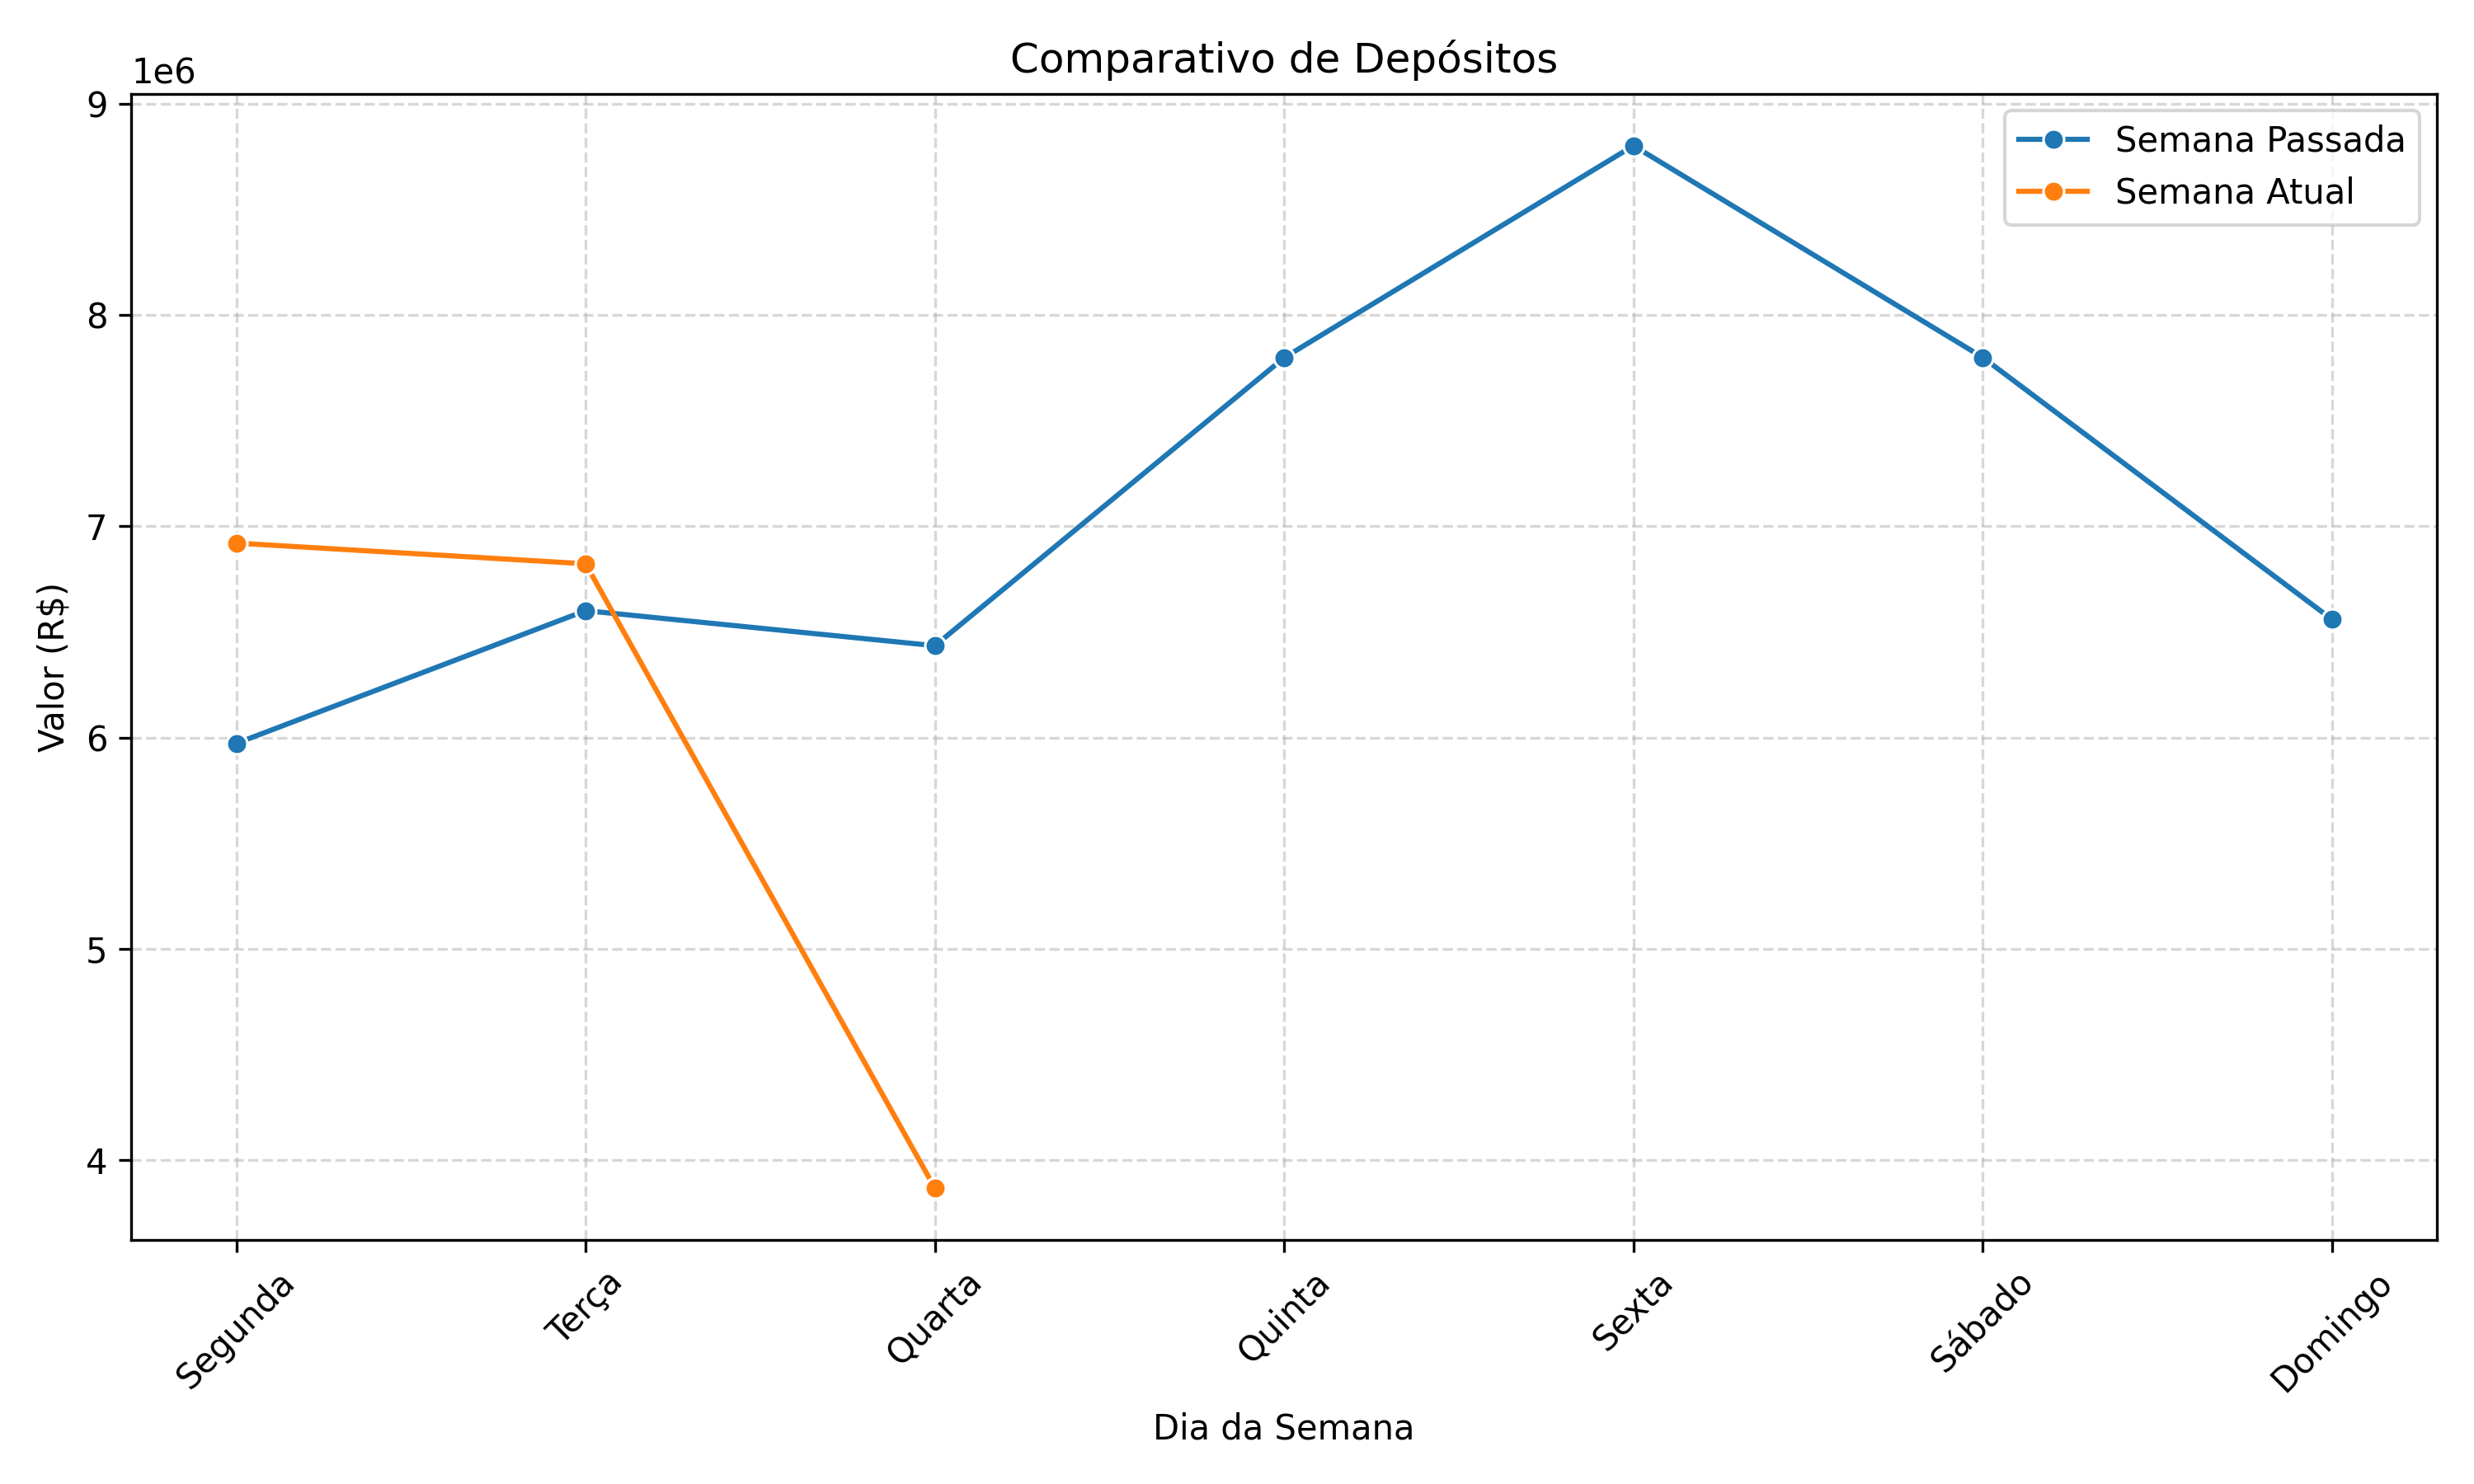 Comparativo de Depósitos
1e6
9
8
7
6
5
4
Valor (R$)
Semana Passada
Semana Atual
Segunda
Terça
Quarta
Quinta
Sexta
Sábado
Domingo
Dia da Semana